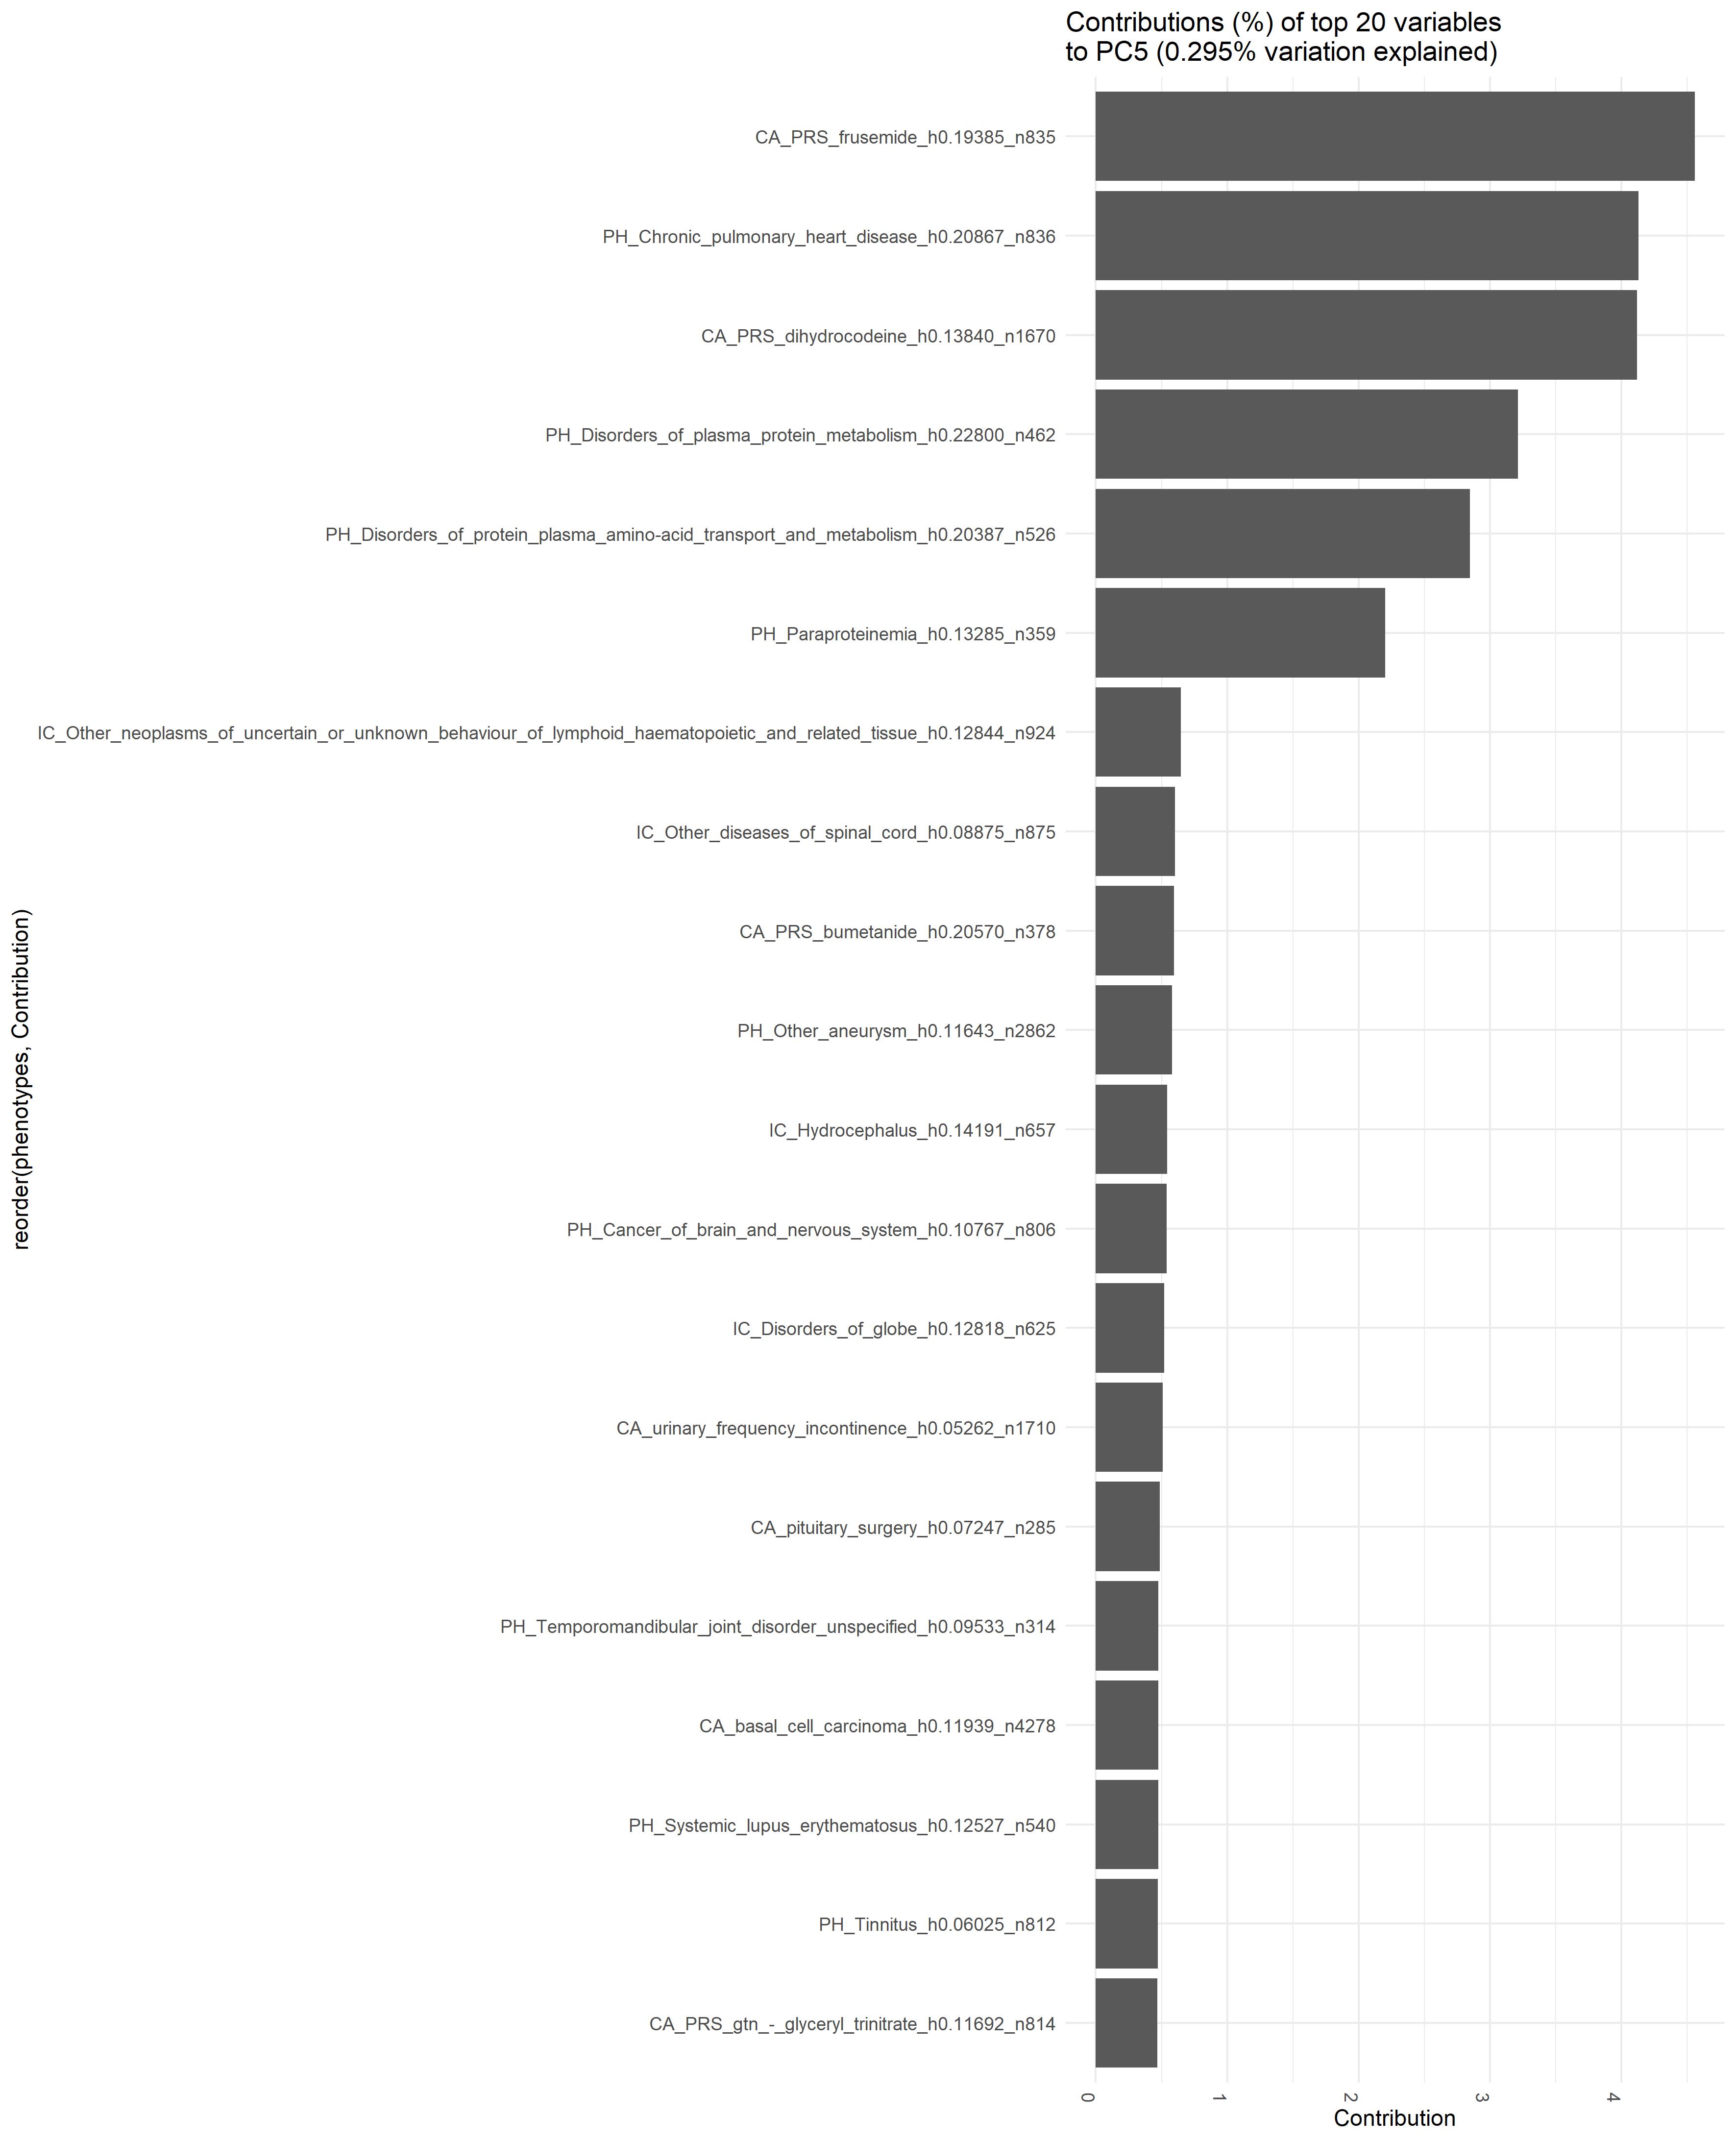 Contributions (%) of top 20 variables
to PC5 (0.295% variation explained)
CA_PRS_frusemide_h0.19385_n835
PH_Chronic_pulmonary_heart_disease_h0.20867_n836
CA_PRS_dihydrocodeine_h0.13840_n1670
PH_Disorders_of_plasma_protein_metabolism_h0.22800_n462
PH_Disorders_of_protein_plasma_amino-acid_transport_and_metabolism_h0.20387_n526
PH_Paraproteinemia_h0.13285_n359
IC_Other_neoplasms_of_uncertain_or_unknown_behaviour_of_lymphoid_haematopoietic_and_related_tissue_h0.12844_n924
IC_Other_diseases_of_spinal_cord_h0.08875_n875
CA_PRS_bumetanide_h0.20570_n378
PH_Other_aneurysm_h0.11643_n2862
IC_Hydrocephalus_h0.14191_n657
PH_Cancer_of_brain_and_nervous_system_h0.10767_n806
IC_Disorders_of_globe_h0.12818_n625
CA_urinary_frequency_incontinence_h0.05262_n1710
CA_pituitary_surgery_h0.07247_n285
PH_Temporomandibular_joint_disorder_unspecified_h0.09533_n314
CA_basal_cell_carcinoma_h0.11939_n4278
PH_Systemic_lupus_erythematosus_h0.12527_n540
PH_Tinnitus_h0.06025_n812
CA_PRS_gtn_-_glyceryl_trinitrate_h0.11692_n814
reorder(phenotypes, Contribution)
0 1 2 3 4
Contribution